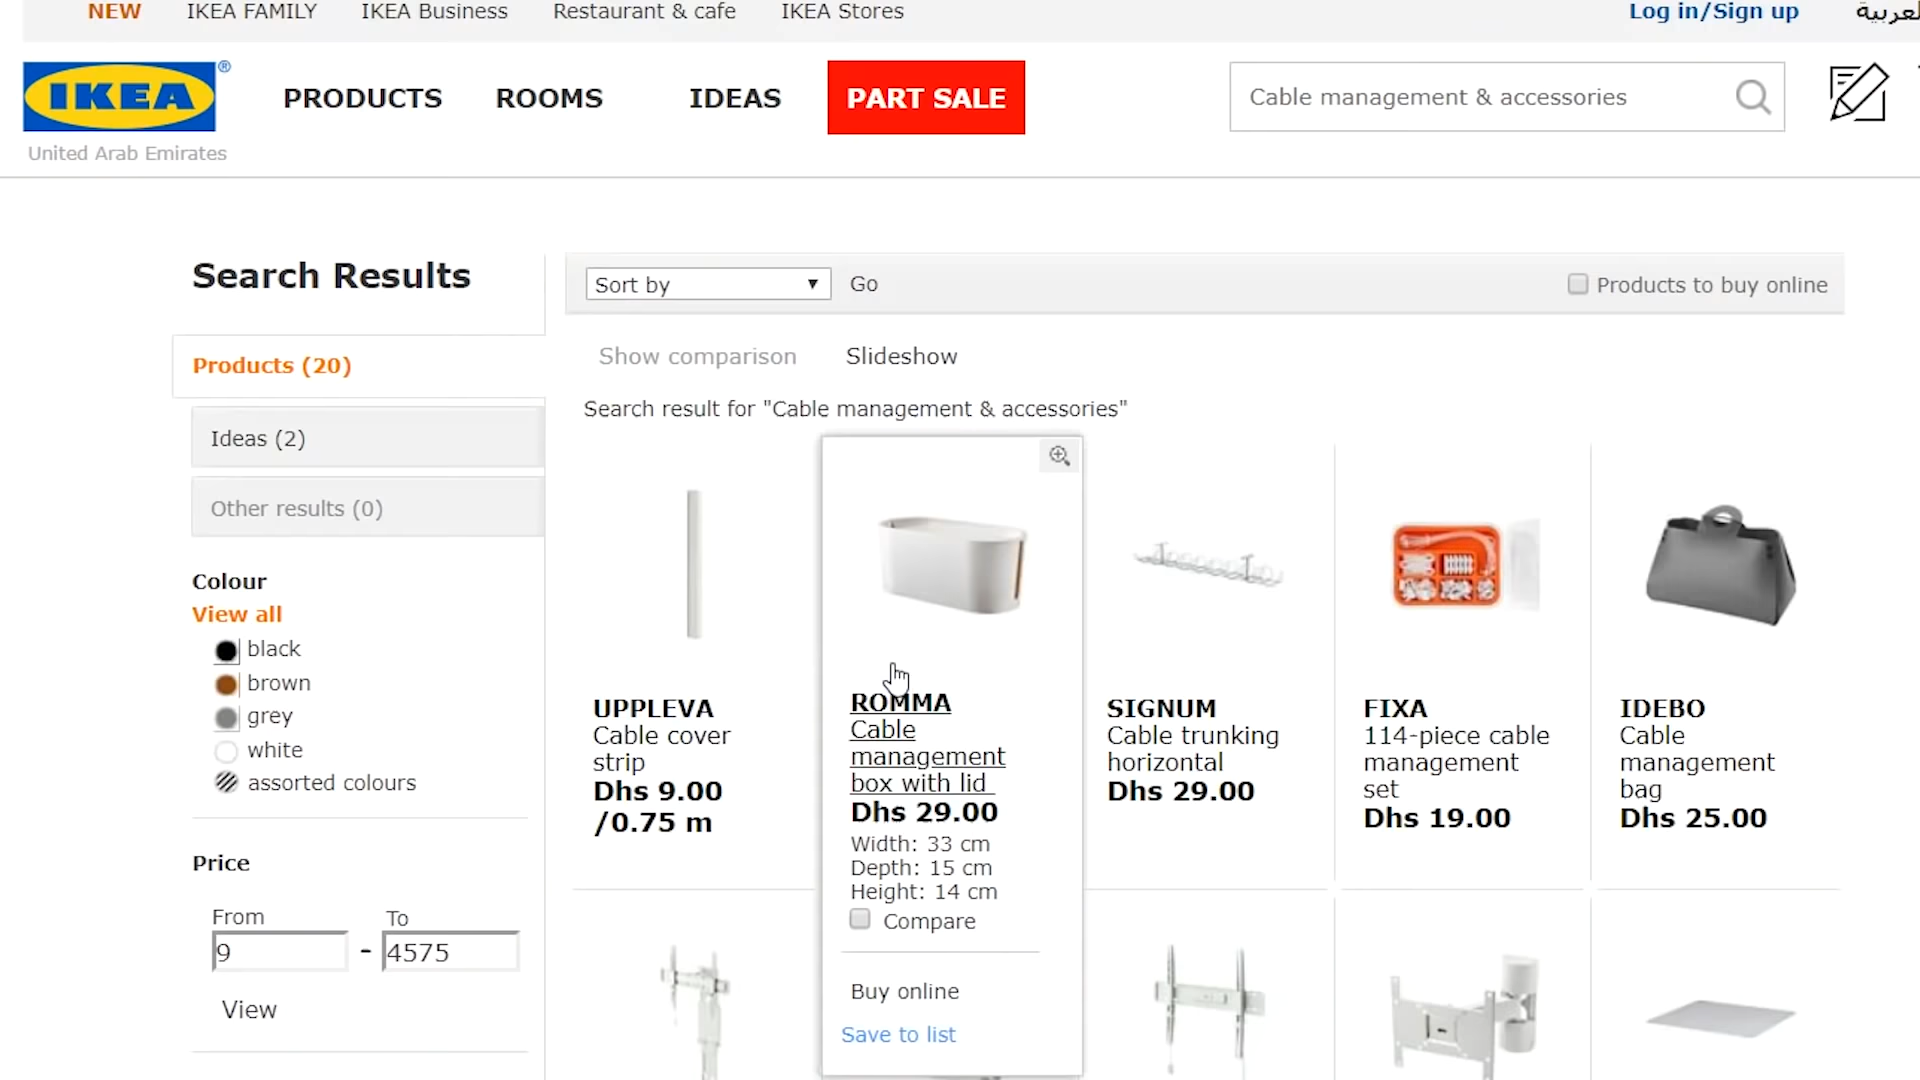 NEW IKEA FAMILY IKEA Business Restaurant & cafe IKEA Stores Log in/Sign up
IKEA®
United Arab Emirates
PRODUCTS ROOMS IDEAS PART SALE Cable management & accessories
Search Results
Sort by Go Products to buy online
Products (20)
Ideas (2)
Other results (0)
Show comparison Slideshow
Search result for "Cable management & accessories"
Colour
View all
black
brown
grey
white
assorted colours
Price
From To
9 - 4575
View
UPPLEVA
Cable cover
strip
Dhs 9.00
/0.75 m
ROMMA
Cable
management
box with lid
Dhs 29.00
Width: 33 cm
Depth: 15 cm
Height: 14 cm
Compare
Buy online
Save to list
SIGNUM
Cable trunking
horizontal
Dhs 29.00
FIXA
114-piece cable
management
set
Dhs 19.00
IDEBO
Cable
management
bag
Dhs 25.00